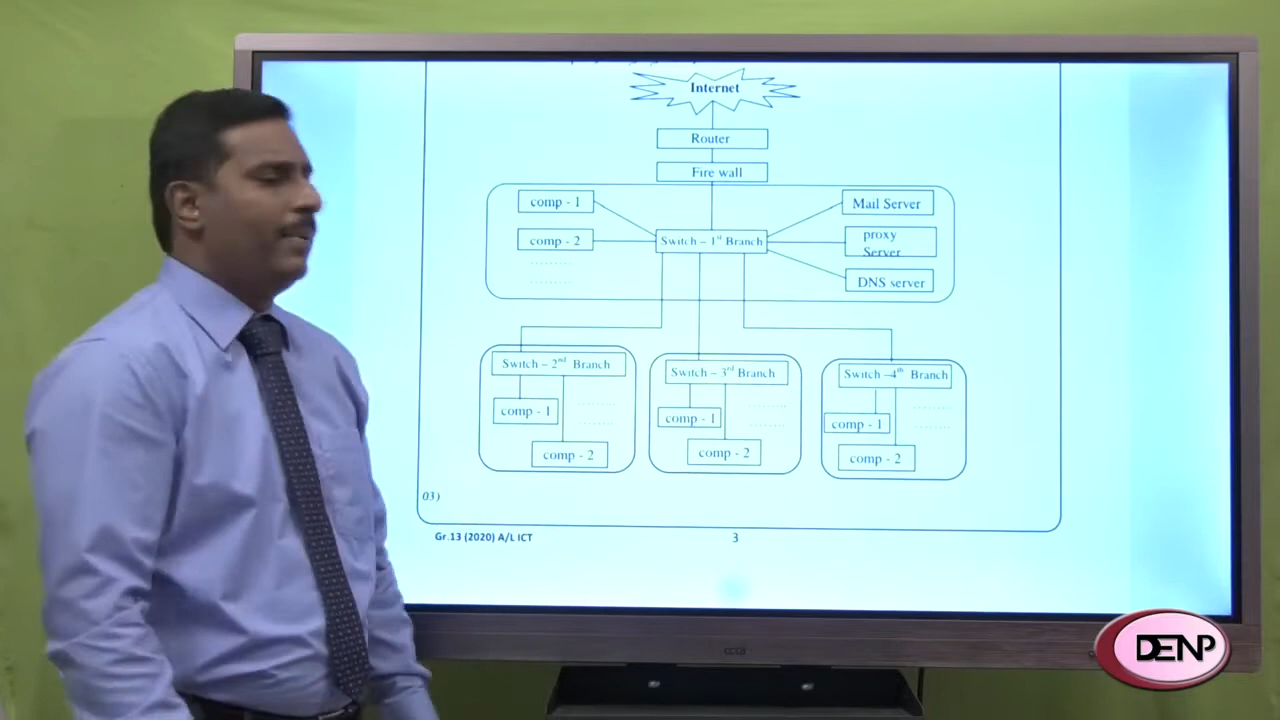 Internet
Router
Fire wall
comp - 1
Mail Server
comp - 2
Switch – 1st Branch
proxy
Server
..........
DNS server
..........
Switch – 2nd Branch
Switch – 3rd Branch
Switch –4th Branch
comp - 1
..........
comp - 1
..........
comp - 1
..........
..........
..........
..........
comp - 2
comp - 2
comp - 2
03)
Gr.13 (2020) A/L ICT
3
DENP